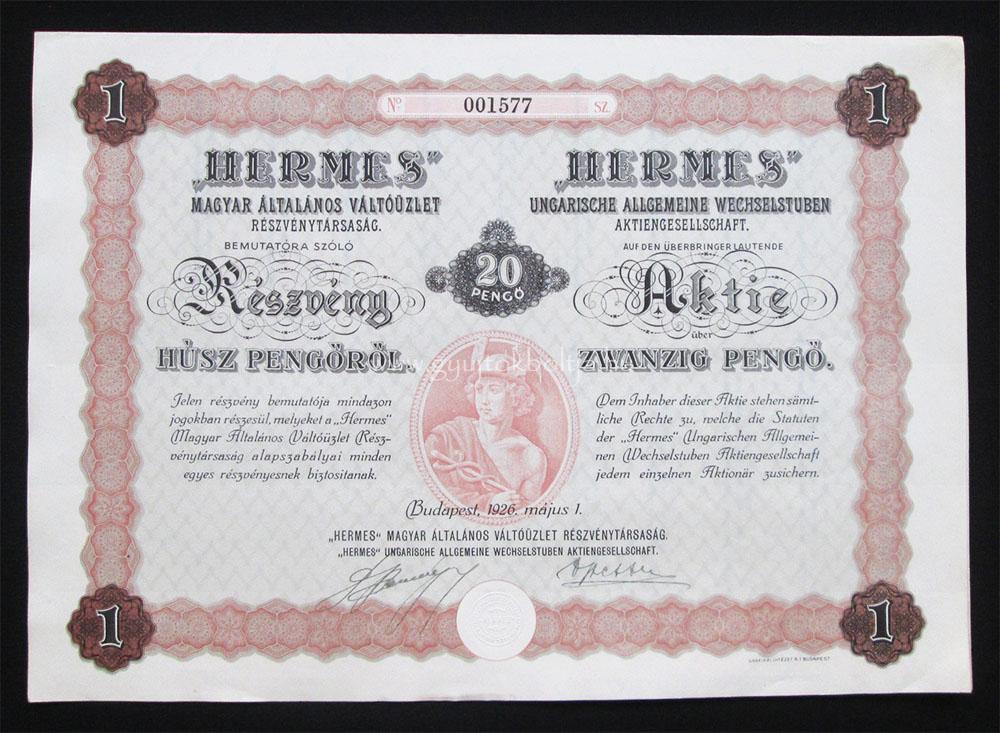 1
1
Nº 001577 SZ.
„HERMES"
MAGYAR ÁLTALÁNOS VÁLTÓÜZLET
RÉSZVÉNYTÁRSASÁG.
BEMUTATÓRA SZÓLÓ
Részvény
HÚSZ PENGŐRŐL.
Jelen részvény bemutatója mindazon
jogokban részesül, melyeket a „Hermes"
Magyar Általános Váltóüzlet Rész-
vénytársaság alapszabályai minden
egyes részvényesnek biztosítanak.
20
PENGŐ
„HERMES"
UNGARISCHE ALLGEMEINE WECHSELSTUBEN
AKTIENGESELLSCHAFT.
AUF DEN ÜBERBRINGER LAUTENDE
Aktie
über
ZWANZIG PENGŐ.
Dem Inhaber dieser Aktie stehen sämt-
liche Rechte zu, welche die Statuten
der „Hermes" Ungarischen Allgemei-
nen Wechselstuben Aktiengesellschaft
jedem einzelnen Aktionär zusichern.
Budapest, 1926. május 1.
„HERMES" MAGYAR ÁLTALÁNOS VÁLTÓÜZLET RÉSZVÉNYTÁRSASÁG.
„HERMES" UNGARISCHE ALLGEMEINE WECHSELSTUBEN AKTIENGESELLSCHAFT.
1
1